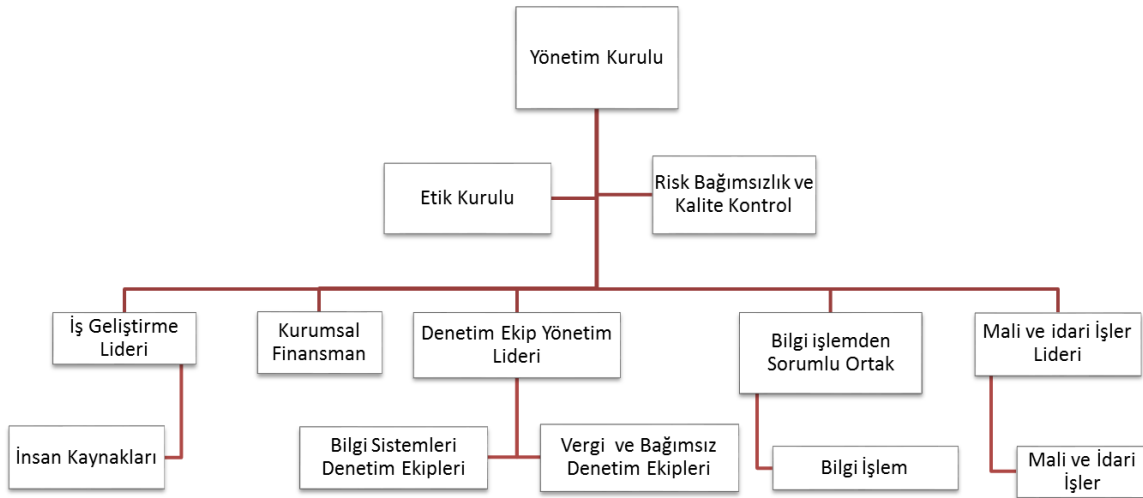 Yönetim Kurulu
Etik Kurulu
Risk Bağımsızlık ve
Kalite Kontrol
İş Geliştirme
Lideri
Kurumsal
Finansman
Denetim Ekip Yönetim
Lideri
Bilgi işlemden
Sorumlu Ortak
Mali ve idari İşler
Lideri
İnsan Kaynakları
Bilgi Sistemleri
Denetim Ekipleri
Vergi ve Bağımsız
Denetim Ekipleri
Bilgi İşlem
Mali ve İdari
İşler